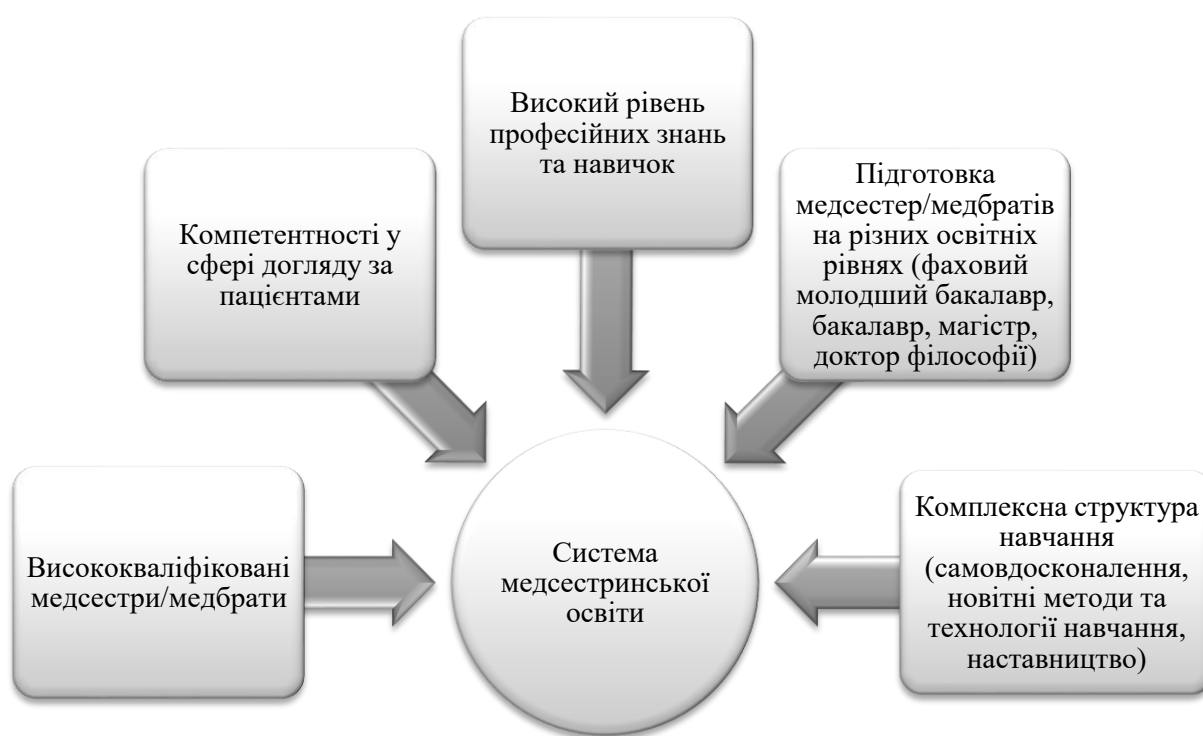 Високий рівень
професійних знань
та навичок
Компетентності у
сфері догляду за
пацієнтами
Підготовка
медсестер/медбратів
на різних освітніх
рівнях (фаховий
молодший бакалавр,
бакалавр, магістр,
доктор філософії)
Висококваліфіковані
медсестри/медбрати
Система
медсестринської
освіти
Комплексна структура
навчання
(самовдосконалення,
новітні методи та
технології навчання,
наставництво)